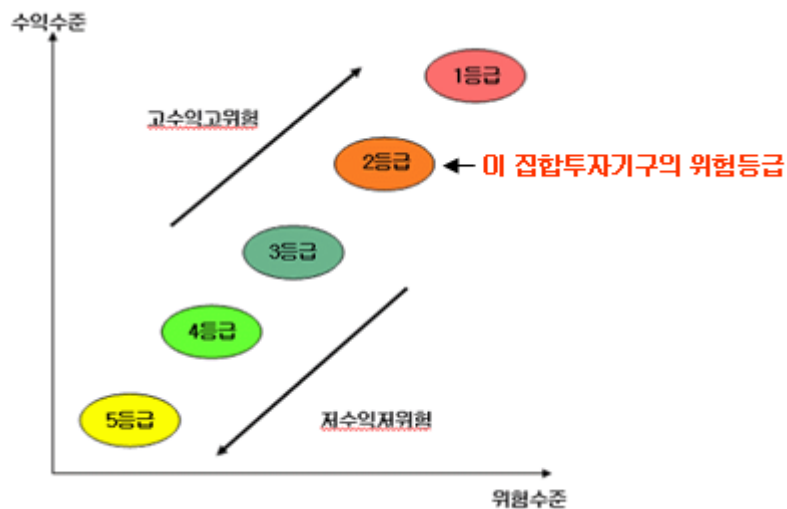 수익수준
1등급
고수익고위험
2등급
이 집합투자기구의 위험등급
3등급
4등급
저수익저위험
5등급
위험수준